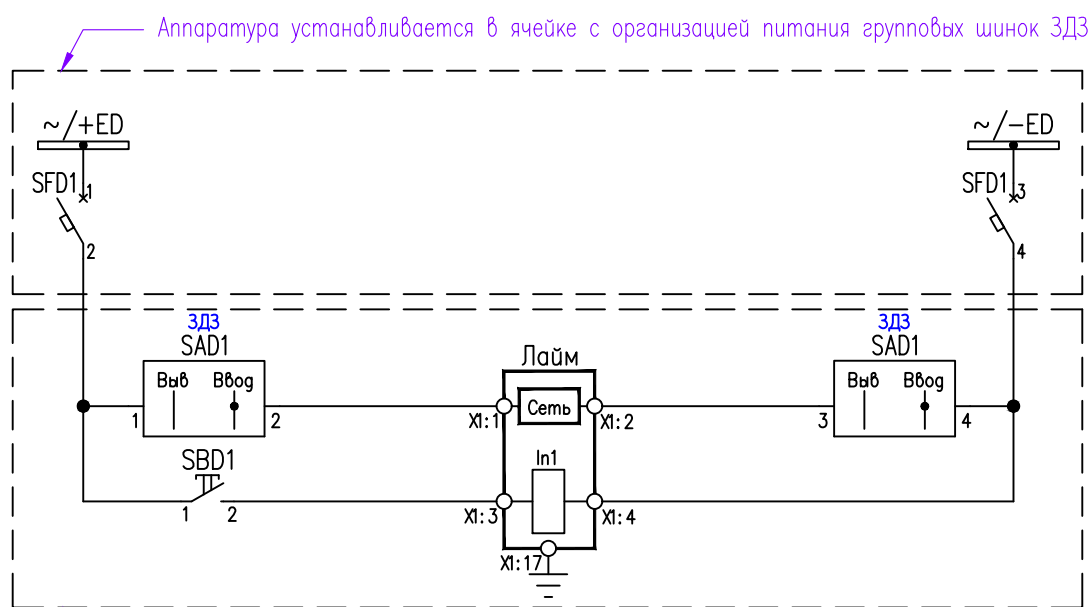 Аппаратура устанавливается в ячейке с организацией питания групповых шинок ЗДЗ
~/+ED
~/-ED
SFD1
1
2
SFD1
3
4
ЗДЗ
SAD1
Выв Ввод
1
2
Лайм
Сеть
X1:1
X1:2
ЗДЗ
SAD1
Выв Ввод
3
4
SBD1
1
2
In1
X1:3
X1:4
X1:17